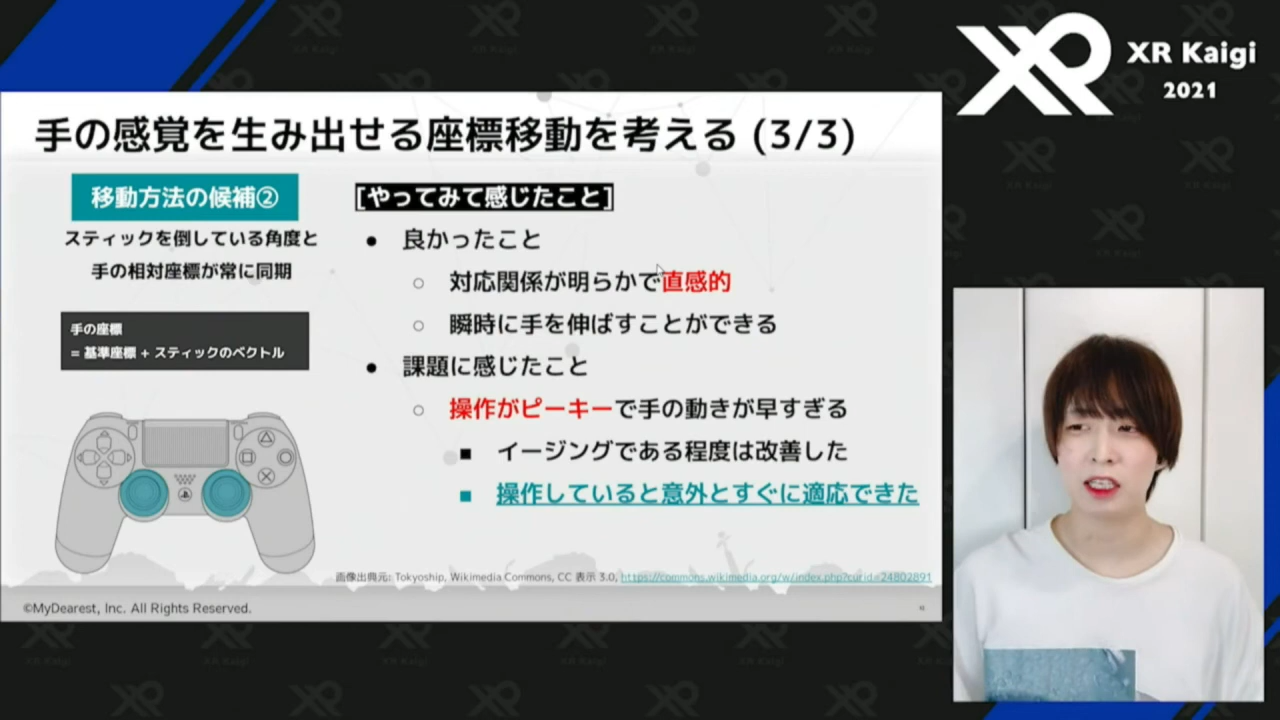 XR Kaigi
2021
手の感覚を生み出せる座標移動を考える (3/3)
移動方法の候補②
スティックを倒している角度と
手の相対座標が常に同期
手の座標
= 基準座標 + スティックのベクトル
[やってみて感じたこと]
● 良かったこと
○ 対応関係が明らかで直感的
○ 瞬時に手を伸ばすことができる
● 課題に感じたこと
○ 操作がピーキーで手の動きが早すぎる
■ イージングである程度は改善した
■ 操作していると意外とすぐに適応できた
画像出典元: Tokyoship, Wikimedia Commons, CC 表示 3.0, https://commons.wikimedia.org/w/index.php?curid=24802891
©MyDearest, Inc. All Rights Reserved.